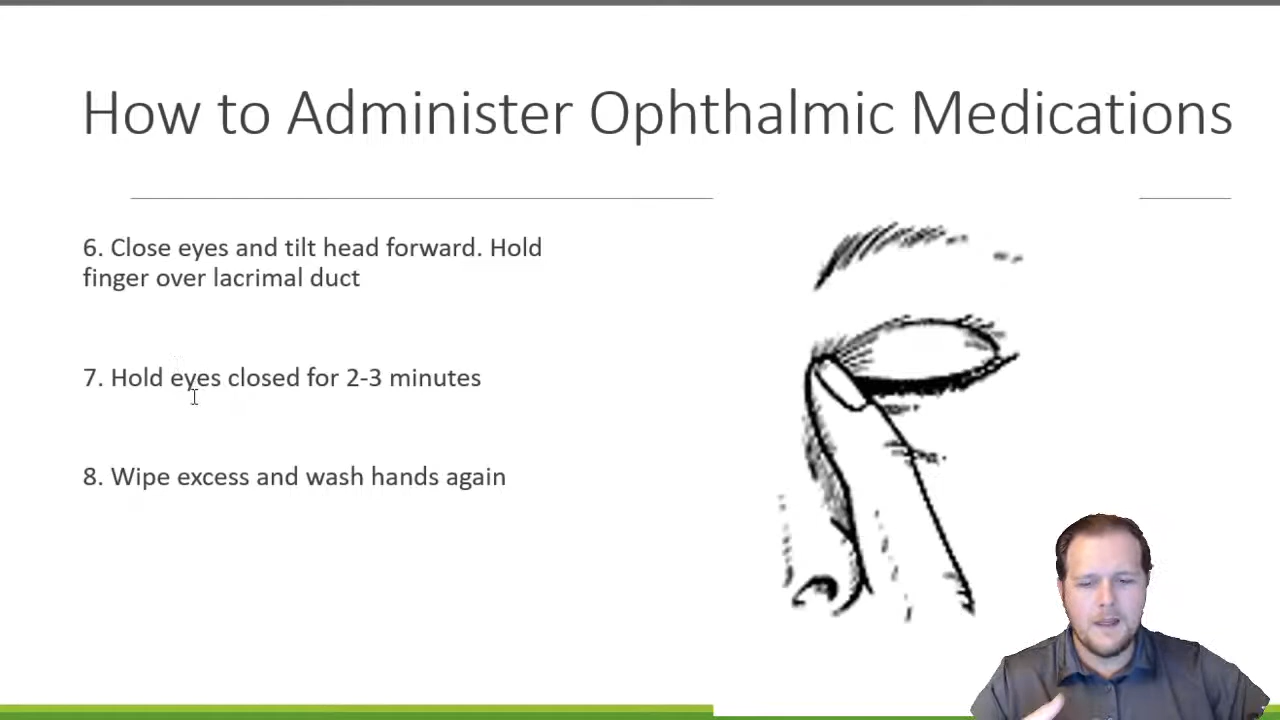 How to Administer Ophthalmic Medications
6. Close eyes and tilt head forward. Hold
finger over lacrimal duct
7. Hold eyes closed for 2-3 minutes
8. Wipe excess and wash hands again